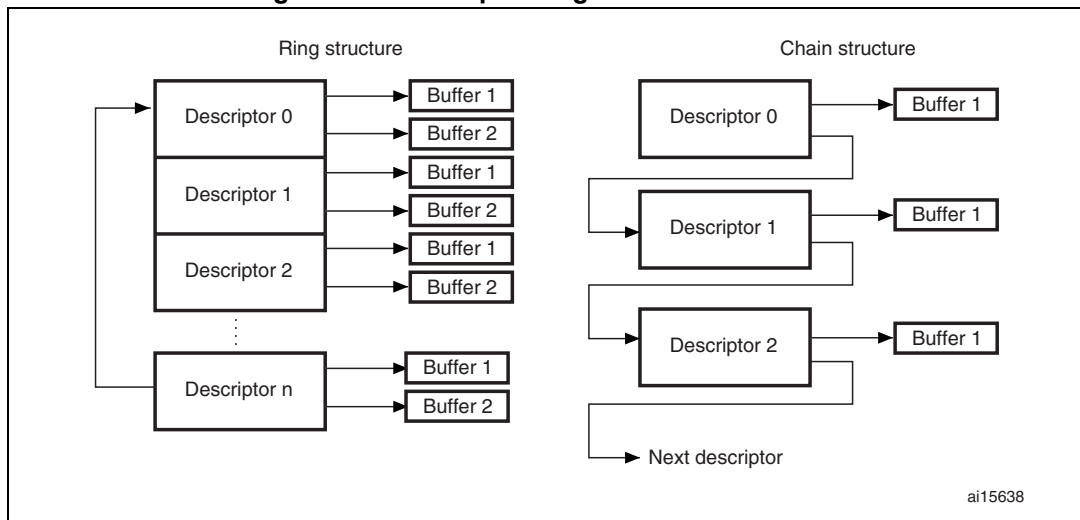 Ring structure
Descriptor 0
Buffer 1
Buffer 2
Descriptor 1
Buffer 1
Buffer 2
Descriptor 2
Buffer 1
Buffer 2
Descriptor n
Buffer 1
Buffer 2
Chain structure
Descriptor 0
Buffer 1
Descriptor 1
Buffer 1
Descriptor 2
Buffer 1
Next descriptor
ai15638